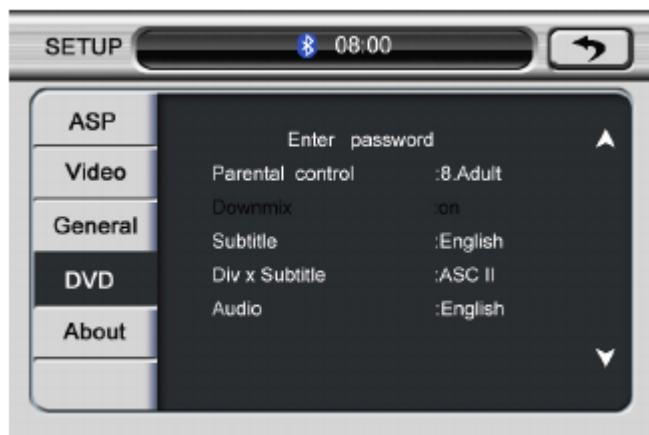 SETUP 08:00
ASP
Video
General
DVD
About
Enter password
Parental control :8.Adult
Downmix :on
Subtitle :English
Div x Subtitle :ASC II
Audio :English